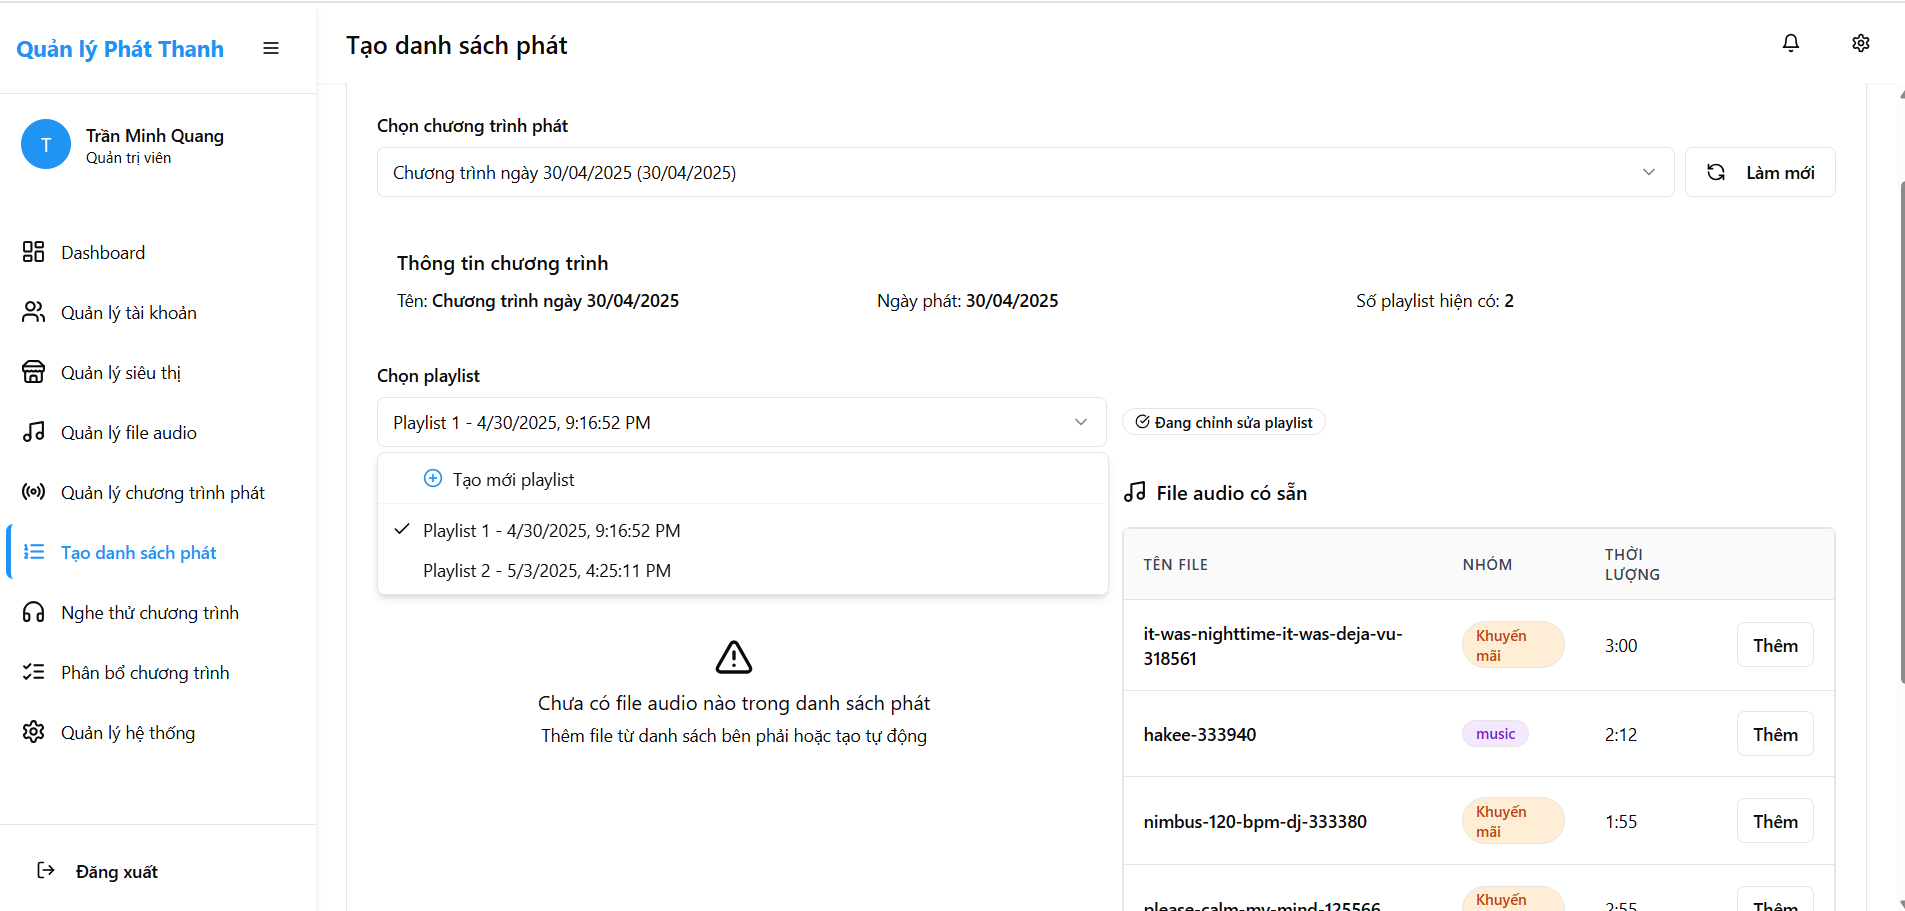 Quản lý Phát Thanh
Tạo danh sách phát
T
Trần Minh Quang
Quản trị viên
Dashboard
Quản lý tài khoản
Quản lý siêu thị
Quản lý file audio
Quản lý chương trình phát
Tạo danh sách phát
Nghe thử chương trình
Phân bổ chương trình
Quản lý hệ thống
Đăng xuất
Chọn chương trình phát
Chương trình ngày 30/04/2025 (30/04/2025)
Làm mới
Thông tin chương trình
Tên: Chương trình ngày 30/04/2025
Ngày phát: 30/04/2025
Số playlist hiện có: 2
Chọn playlist
Playlist 1 - 4/30/2025, 9:16:52 PM
Đang chỉnh sửa playlist
Tạo mới playlist
Playlist 1 - 4/30/2025, 9:16:52 PM
Playlist 2 - 5/3/2025, 4:25:11 PM
Chưa có file audio nào trong danh sách phát
Thêm file từ danh sách bên phải hoặc tạo tự động
File audio có sẵn
TÊN FILE
NHÓM
THỜI
LƯỢNG
it-was-nighttime-it-was-deja-vu-
318561
Khuyến
mãi
3:00
Thêm
hakee-333940
music
2:12
Thêm
nimbus-120-bpm-dj-333380
Khuyến
mãi
1:55
Thêm
please-calm-my-mind-125566
Khuyến
2:55
Thêm